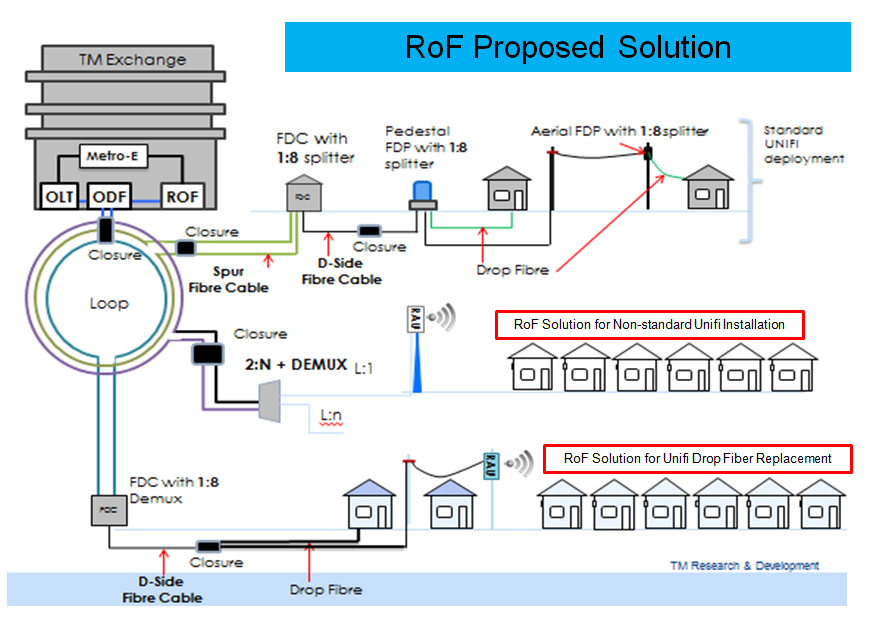 RoF Proposed Solution
TM Exchange
Metro-E
OLT
ODF
ROF
Closure
Loop
Closure
Spur
Fibre Cable
FDC with
1:8 splitter
FDC
D-Side
Fibre Cable
Closure
Pedestal
FDP with 1:8
splitter
Aerial FDP with 1:8splitter
Drop Fibre
Standard
UNIFI
deployment
Closure
2:N + DEMUX
L:1
L:n
RAU
RoF Solution for Non-standard Unifi Installation
RoF Solution for Unifi Drop Fiber Replacement
RAU
FDC with 1:8
Demux
FDC
Closure
D-Side
Fibre Cable
Drop Fibre
TM Research & Development